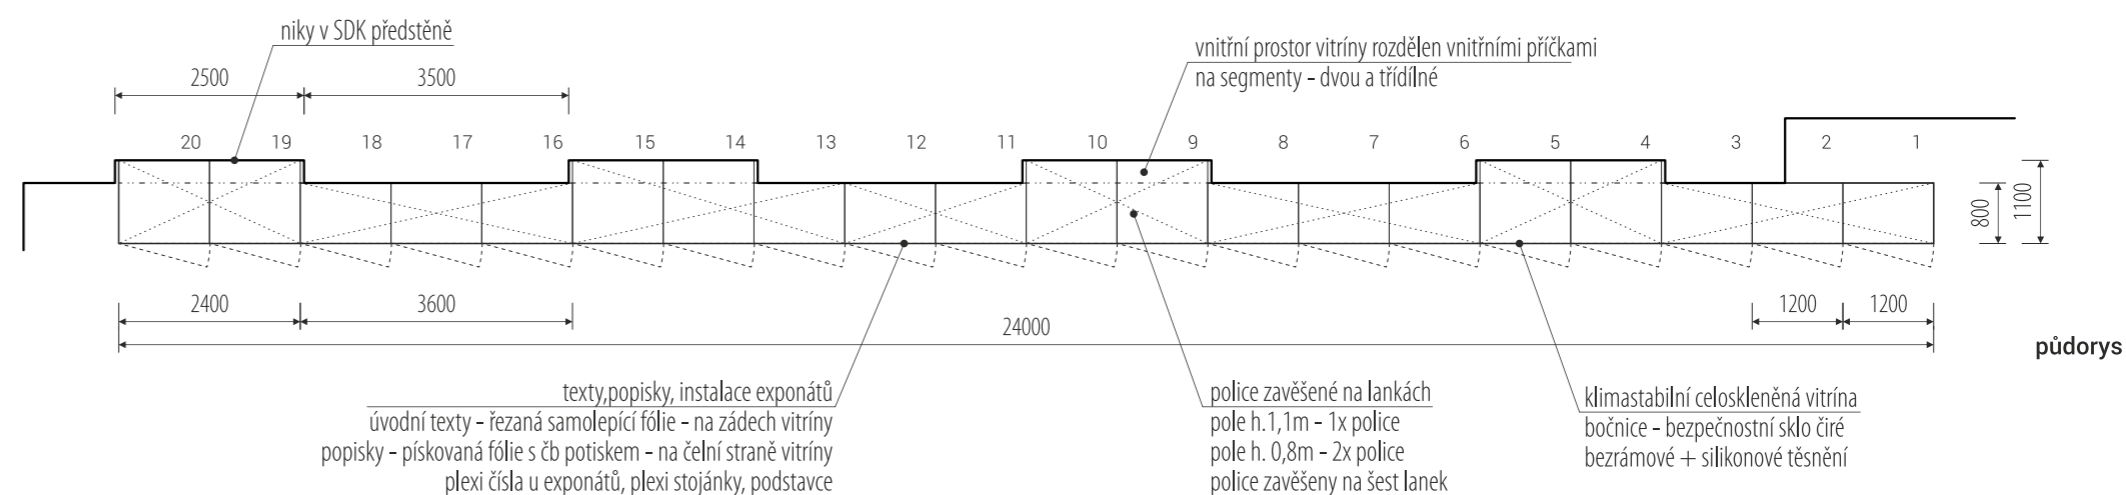 niky v SDK předstěně
vnitřní prostor vitríny rozdělen vnitřními příčkami
na segmenty - dvou a třídílné
2500
3500
20
19
18
17
16
15
14
13
12
11
10
9
8
7
6
5
4
3
2
1
800
1100
2400
3600
1200
1200
24000
půdorys
texty,popisky, instalace exponátů
úvodní texty - řezaná samolepící fólie - na zádech vitríny
popisky - pískovaná fólie s čb potiskem - na čelní straně vitríny
plexi čísla u exponátů, plexi stojánky, podstavce
police zavěšené na lankách
pole h.1,1m - 1x police
pole h. 0,8m - 2x police
police zavěšeny na šest lanek
klimastabilní celoskleněná vitrína
bočnice - bezpečnostní sklo čiré
bezrámové + silikonové těsnění